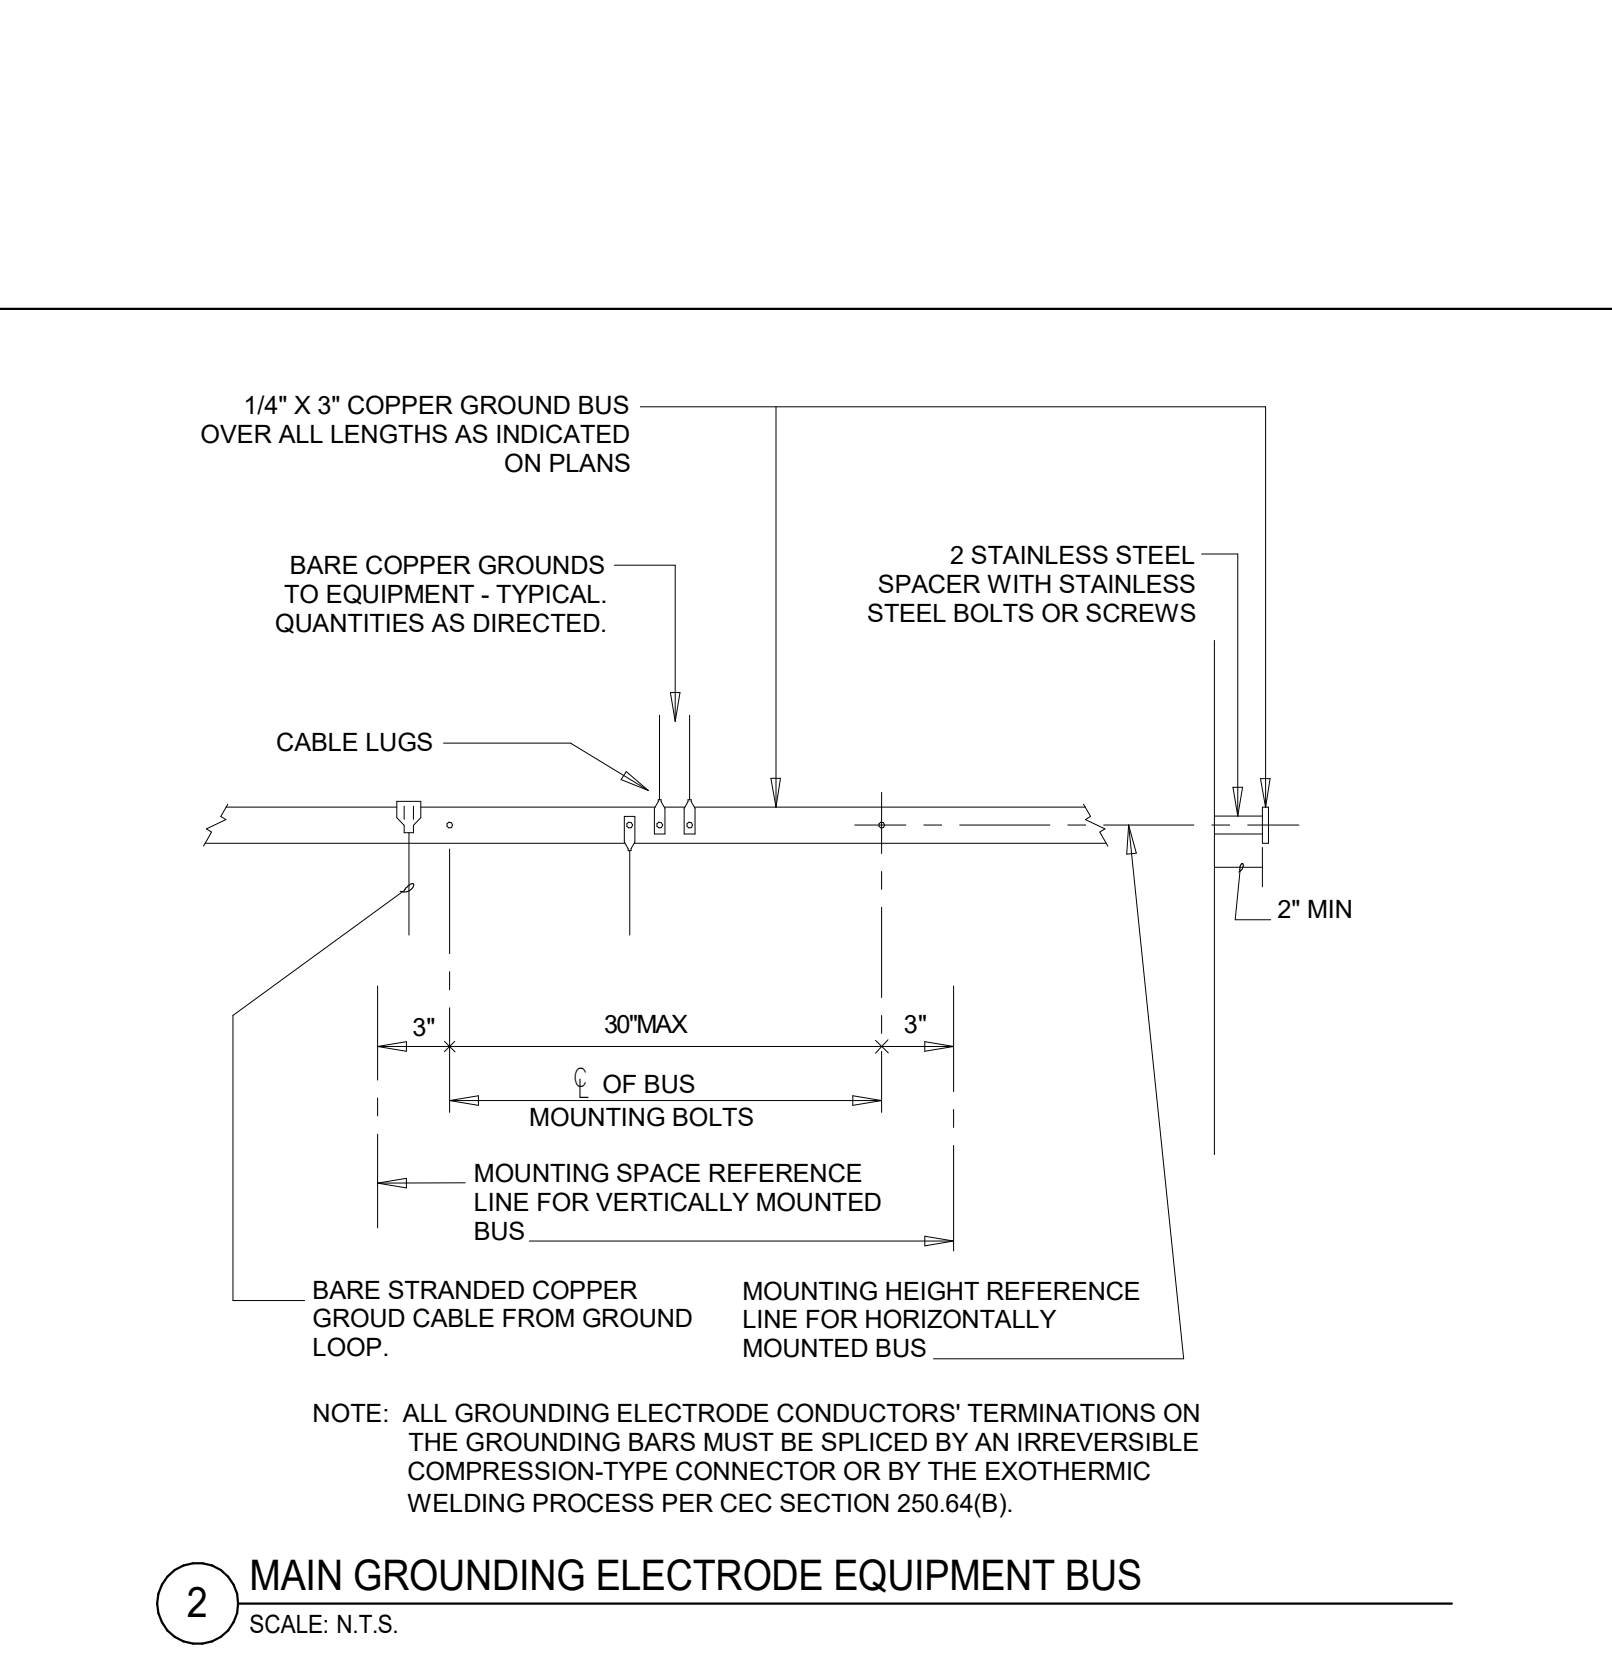 1/4" X 3" COPPER GROUND BUS
OVER ALL LENGTHS AS INDICATED
ON PLANS
BARE COPPER GROUNDS
TO EQUIPMENT - TYPICAL.
QUANTITIES AS DIRECTED.
2 STAINLESS STEEL
SPACER WITH STAINLESS
STEEL BOLTS OR SCREWS
CABLE LUGS
2" MIN
3"
30"MAX
3"
℄ OF BUS
MOUNTING BOLTS
MOUNTING SPACE REFERENCE
LINE FOR VERTICALLY MOUNTED
BUS
BARE STRANDED COPPER
GROUD CABLE FROM GROUND
LOOP.
MOUNTING HEIGHT REFERENCE
LINE FOR HORIZONTALLY
MOUNTED BUS
NOTE: ALL GROUNDING ELECTRODE CONDUCTORS' TERMINATIONS ON
THE GROUNDING BARS MUST BE SPLICED BY AN IRREVERSIBLE
COMPRESSION-TYPE CONNECTOR OR BY THE EXOTHERMIC
WELDING PROCESS PER CEC SECTION 250.64(B).
2
MAIN GROUNDING ELECTRODE EQUIPMENT BUS
SCALE: N.T.S.